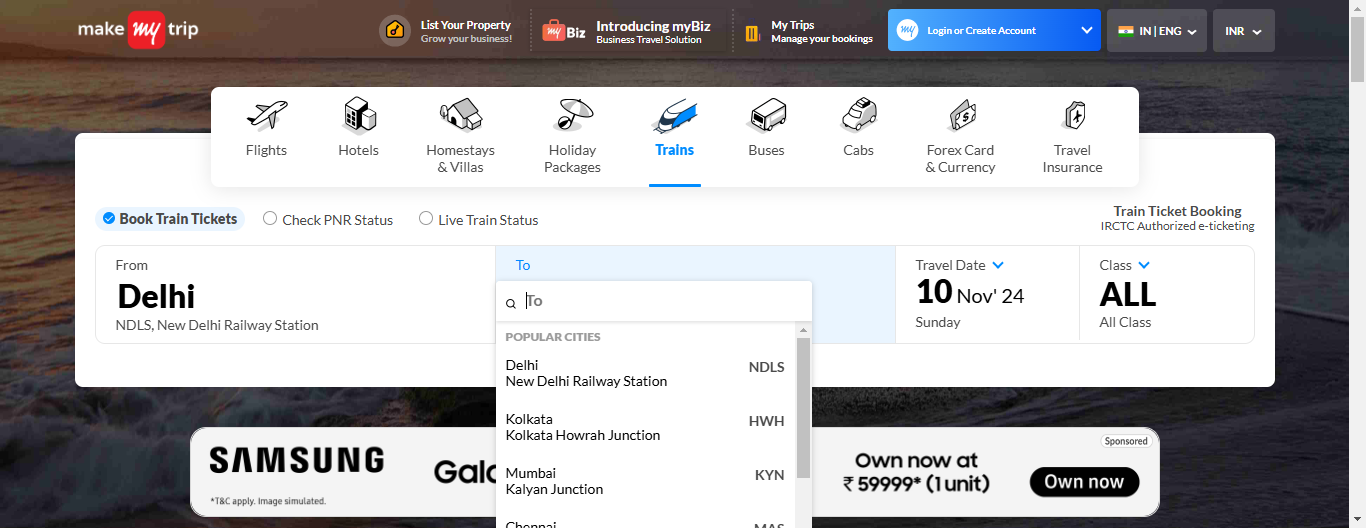 make my trip
List Your Property
Grow your business!
my Biz
Introducing myBiz
Business Travel Solution
My Trips
Manage your bookings
my
Login or Create Account
IN | ENG
INR
Flights
Hotels
Homestays
& Villas
Holiday
Packages
Trains
Buses
Cabs
Forex Card
& Currency
Travel
Insurance
Book Train Tickets
Check PNR Status
Live Train Status
Train Ticket Booking
IRCTC Authorized e-ticketing
From
Delhi
NDLS, New Delhi Railway Station
To
To
POPULAR CITIES
Delhi
New Delhi Railway Station
NDLS
Kolkata
Kolkata Howrah Junction
HWH
Mumbai
Kalyan Junction
KYN
Chennai
MAS
Travel Date
10 Nov' 24
Sunday
Class
ALL
All Class
SAMSUNG
*T&C apply. Image simulated.
Sponsored
Own now at
₹ 59999* (1 unit)
Own now